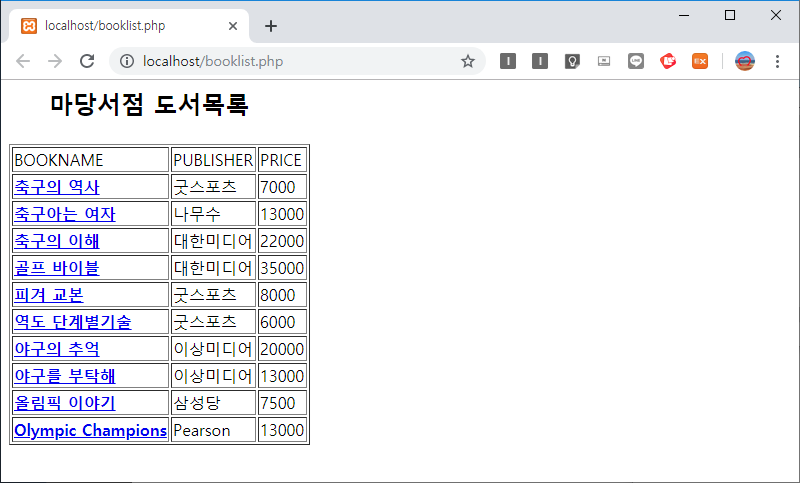 localhost/booklist.php
localhost/booklist.php
마당서점 도서목록
BOOKNAME PUBLISHER PRICE
축구의 역사 굿스포츠 7000
축구아는 여자 나무수 13000
축구의 이해 대한미디어 22000
골프 바이블 대한미디어 35000
피겨 교본 굿스포츠 8000
역도 단계별기술 굿스포츠 6000
야구의 추억 이상미디어 20000
야구를 부탁해 이상미디어 13000
올림픽 이야기 삼성당 7500
Olympic Champions Pearson 13000